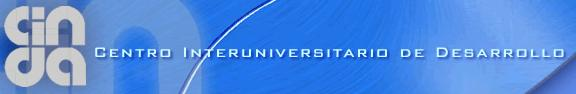 cinda
CENTRO INTERUNIVERSITARIO DE DESARROLLO